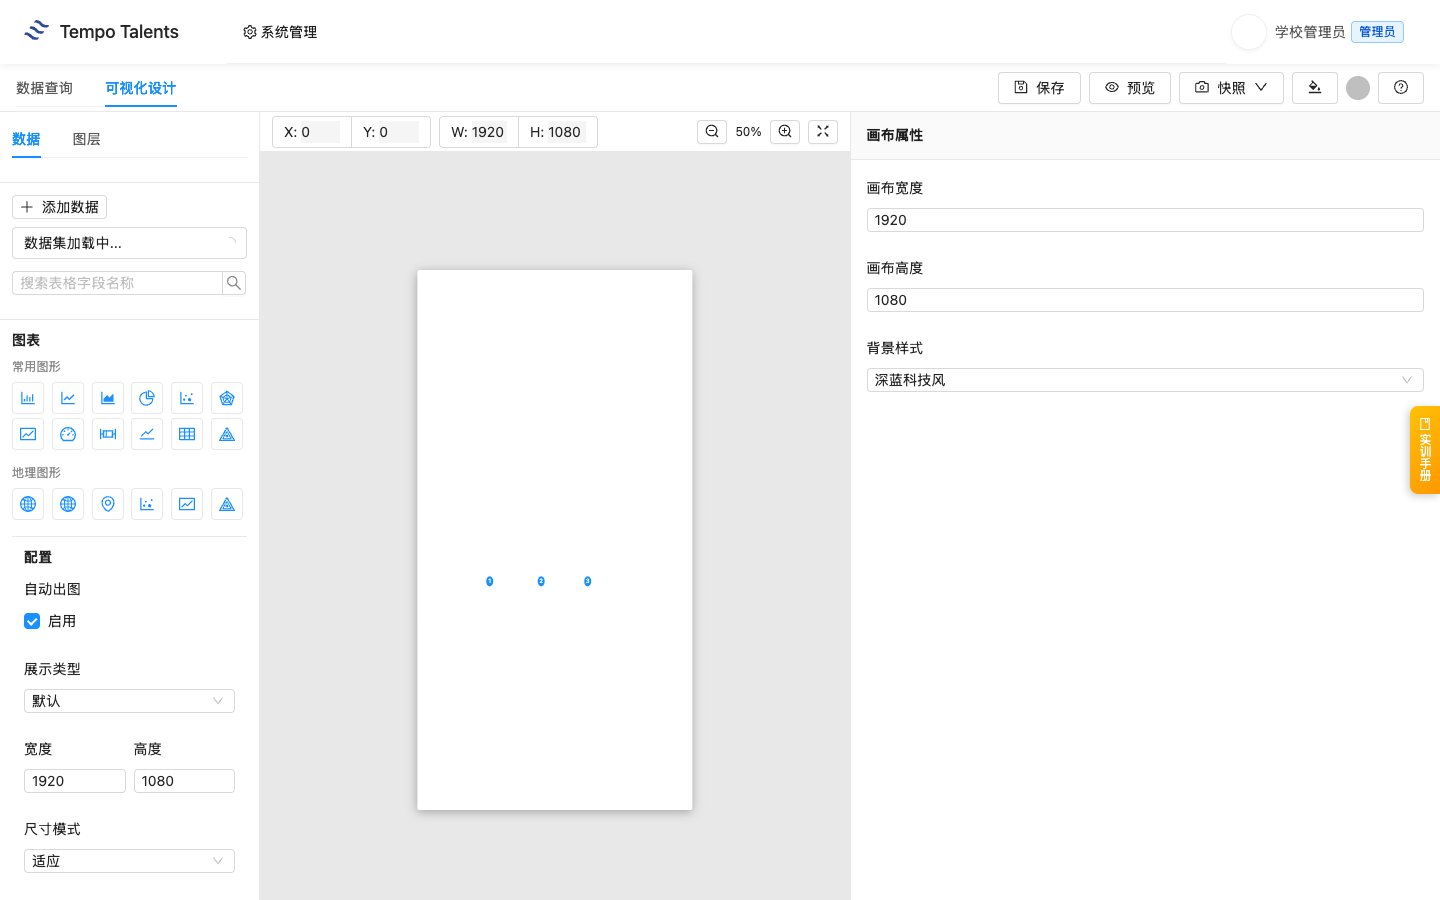 Tempo Talents
系统管理
学校管理员 管理员
数据查询 可视化设计
保存 预览 快照
数据 图层
X: 0 Y: 0 W: 1920 H: 1080 50%
画布属性
添加数据
数据集加载中...
搜索表格字段名称
图表
常用图形
地理图形
配置
自动出图
启用
展示类型
默认
宽度 高度
1920 1080
尺寸模式
适应
1 2 3
画布宽度
1920
画布高度
1080
背景样式
深蓝科技风
实训手册